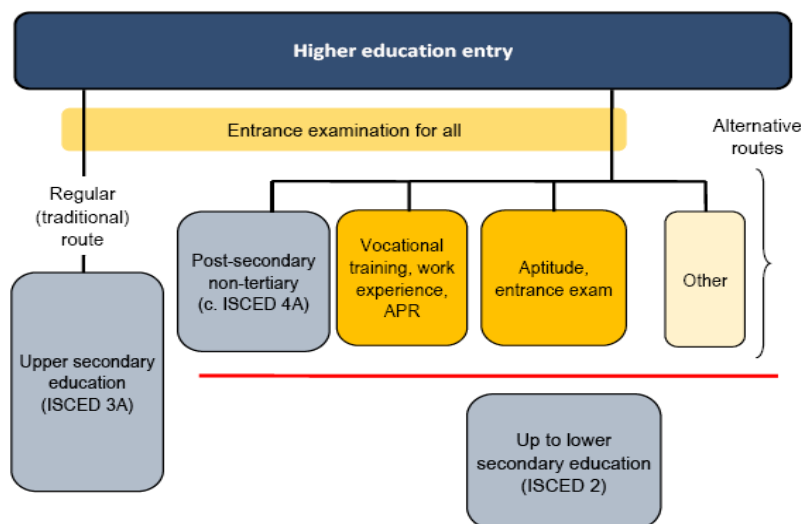 Higher education entry
Entrance examination for all
Alternative
routes
Regular
(traditional)
route
Post-secondary
non-tertiary
(c. ISCED 4A)
Vocational
training, work
experience,
APR
Aptitude,
entrance exam
Other
Upper secondary
education
(ISCED 3A)
Up to lower
secondary education
(ISCED 2)